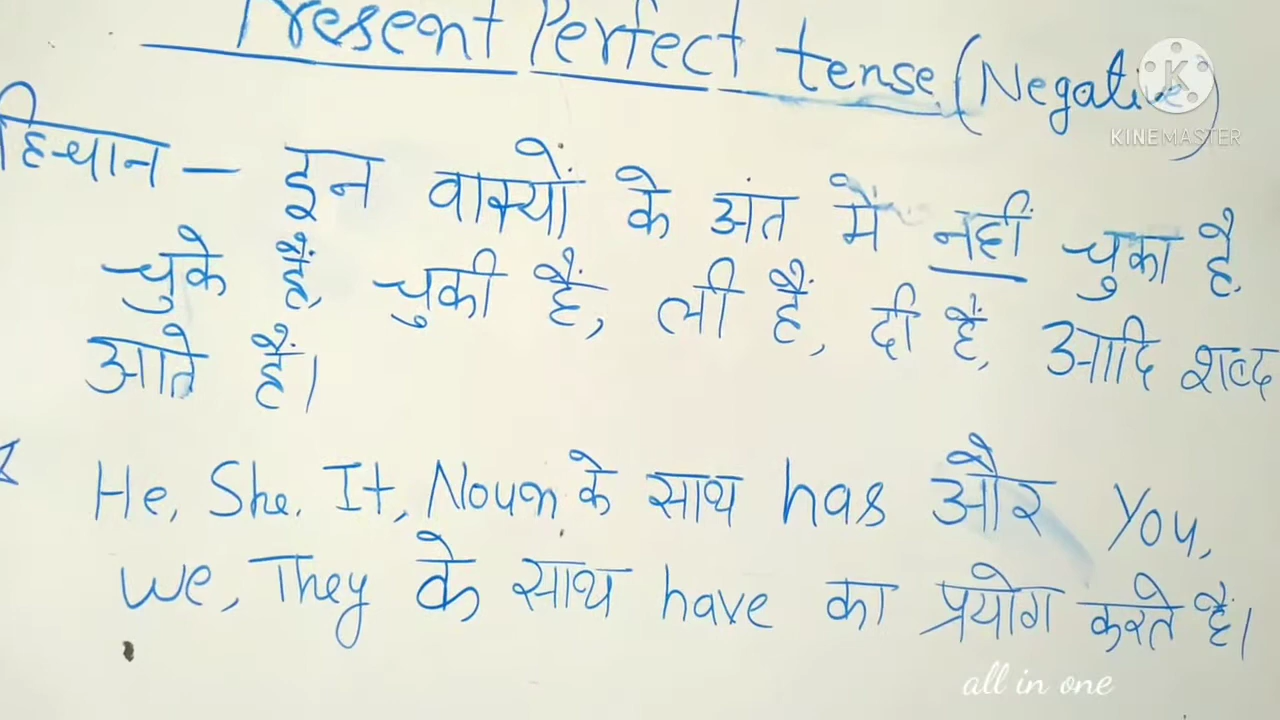 Present Perfect tense (Negative)
KINEMASTER
पहिचान - इन वाक्यों के अंत में नहीं चुका है,
चुके हैं, चुकी हैं, ली हैं, दी हैं, आदि शब्द
आते हैं।
He, She, It, Noun के साथ has और You,
We, They के साथ have का प्रयोग करते हैं।
all in one